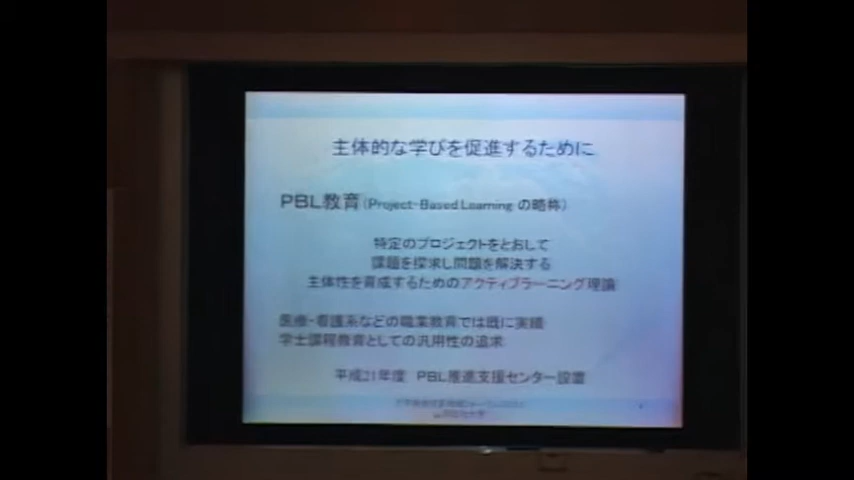 主体的な学びを促進するために
PBL教育(Project-Based Learning の略称)
特定のプロジェクトをとおして
課題を探求し問題を解決する
主体性を育成するためのアクティブラーニング理論
医療・看護系などの職業教育では既に実績
学士課程教育としての汎用性の追求
平成21年度 PBL推進支援センター設置